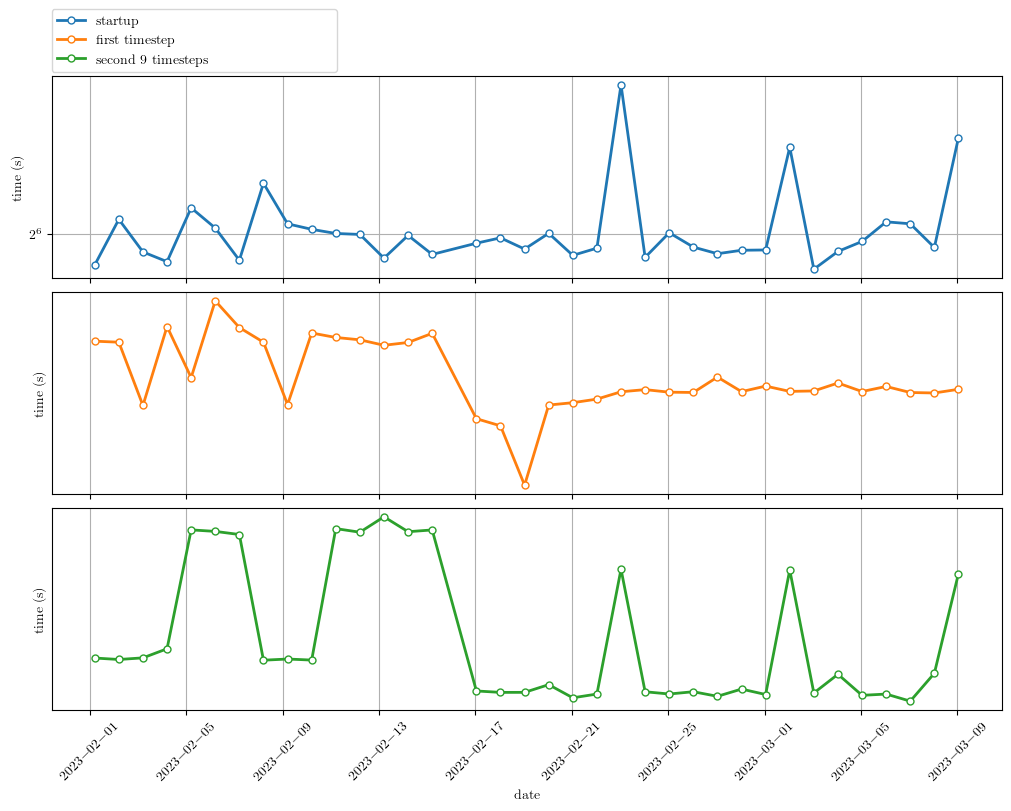 startup
first timestep
second 9 timesteps
time (s)
2⁶
time (s)
time (s)
2023−02−01
2023−02−05
2023−02−09
2023−02−13
2023−02−17
2023−02−21
2023−02−25
2023−03−01
2023−03−05
2023−03−09
date